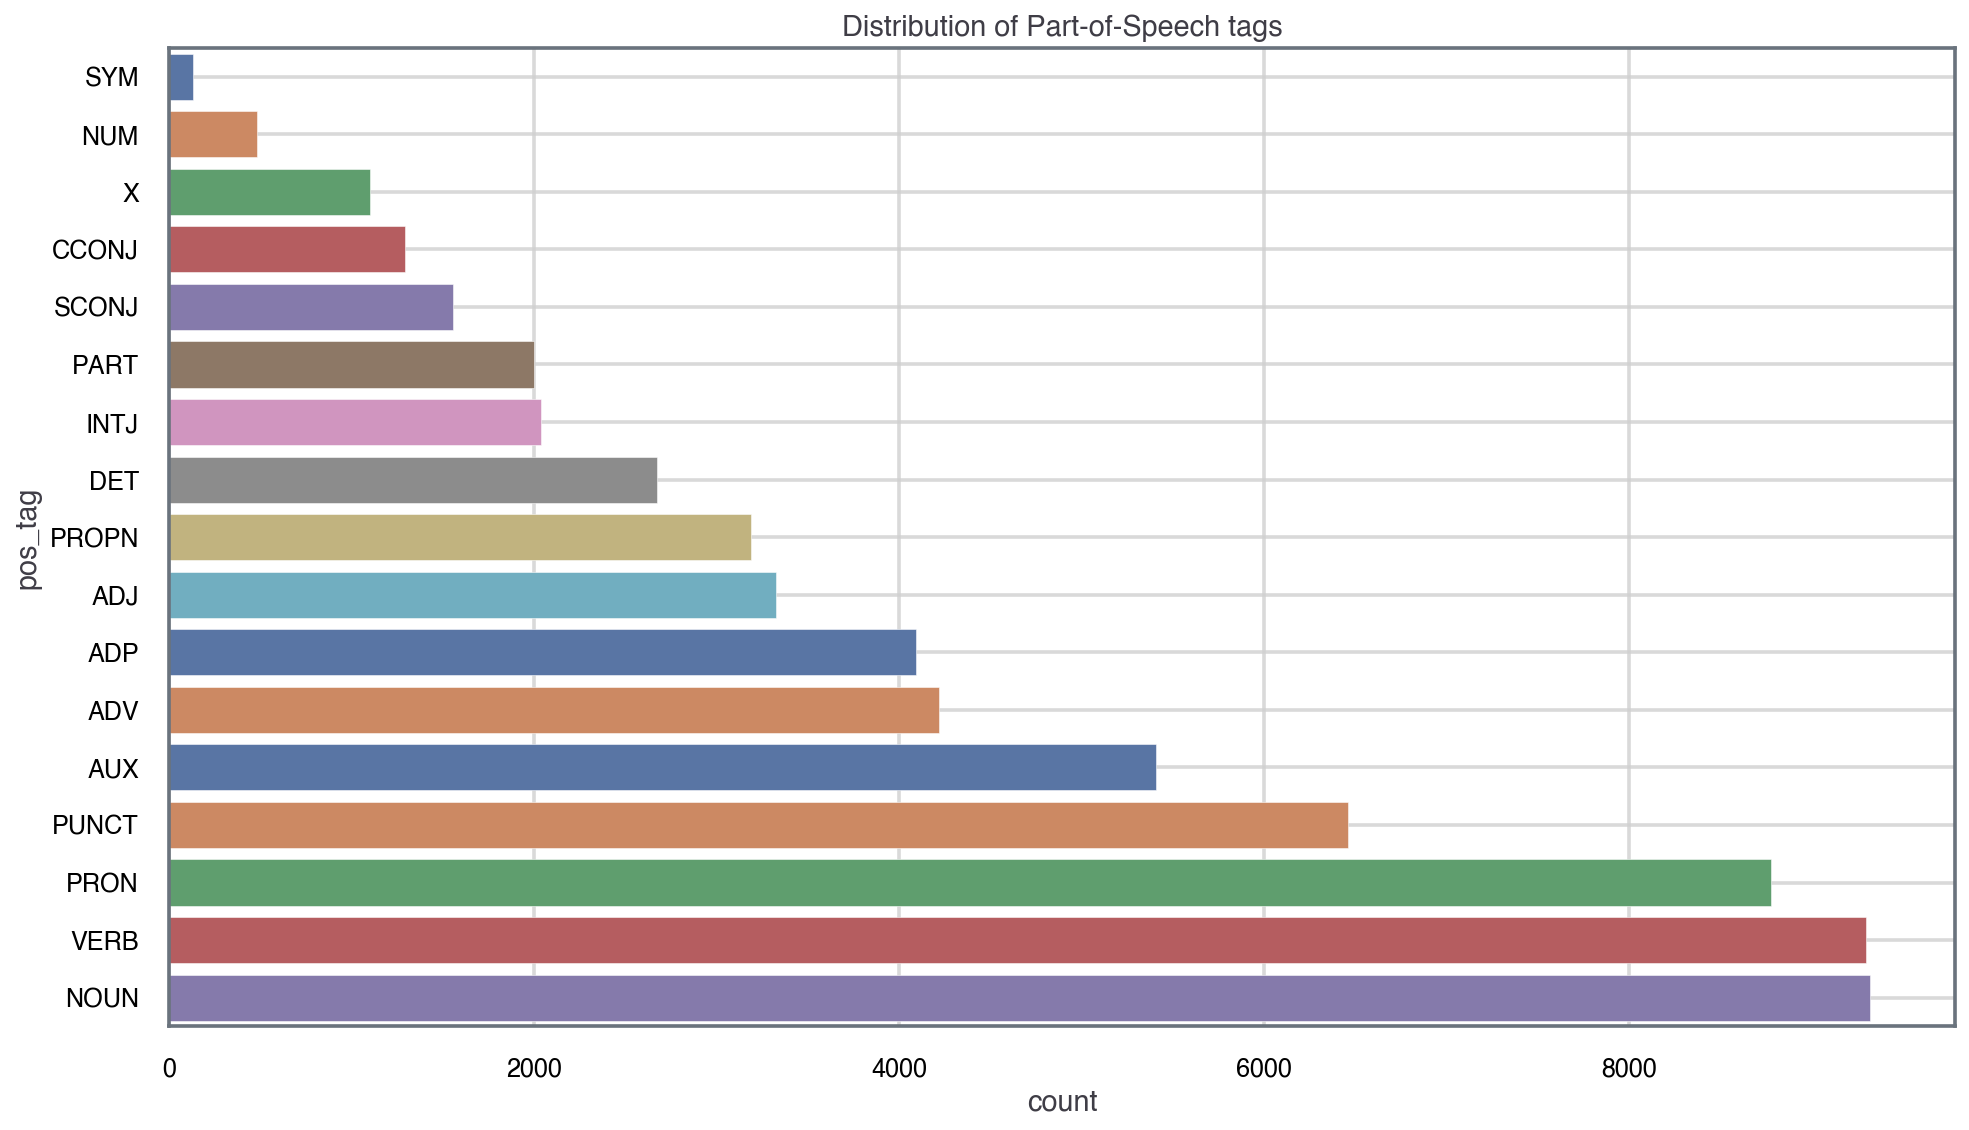 Distribution of Part-of-Speech tags
SYM
NUM
X
CCONJ
SCONJ
PART
INTJ
DET
PROPN
ADJ
ADP
ADV
AUX
PUNCT
PRON
VERB
NOUN
pos_tag
0 2000 4000 6000 8000
count